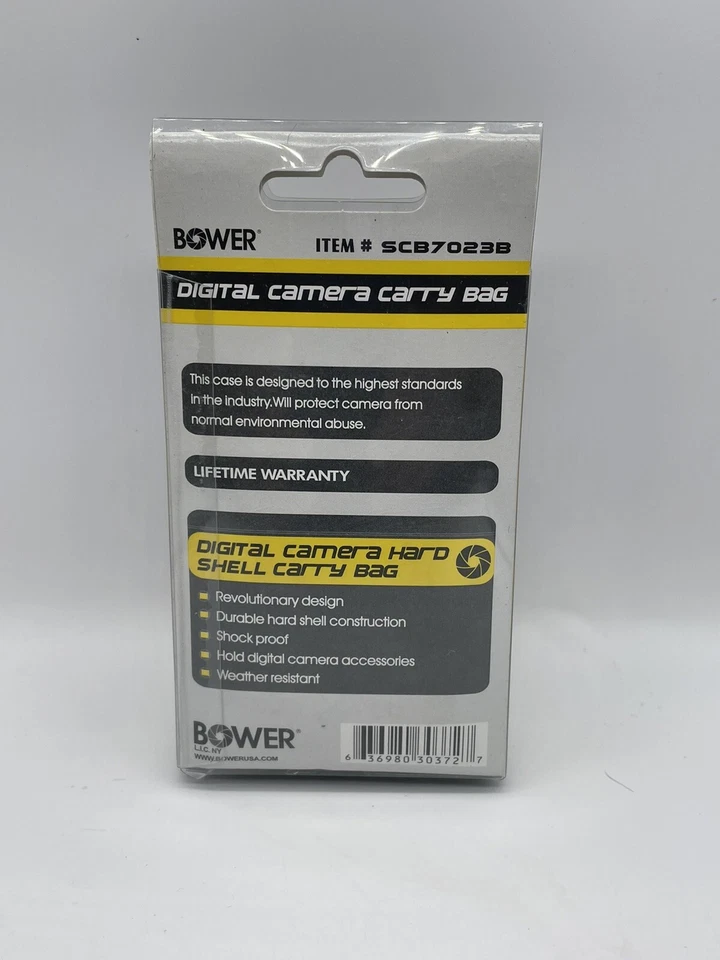 BOWER®
ITEM # SCB7023B
DIGITAL CAMERA CARRY BAG
This case is designed to the highest standards
in the industry.Will protect camera from
normal environmental abuse.
LIFETIME WARRANTY
DIGITAL CAMERA HARD
SHELL CARRY BAG
Revolutionary design
Durable hard shell construction
Shock proof
Hold digital camera accessories
Weather resistant
BOWER®
L.I.C. NY
WWW.BOWERUSA.COM
6 36980 30372 7